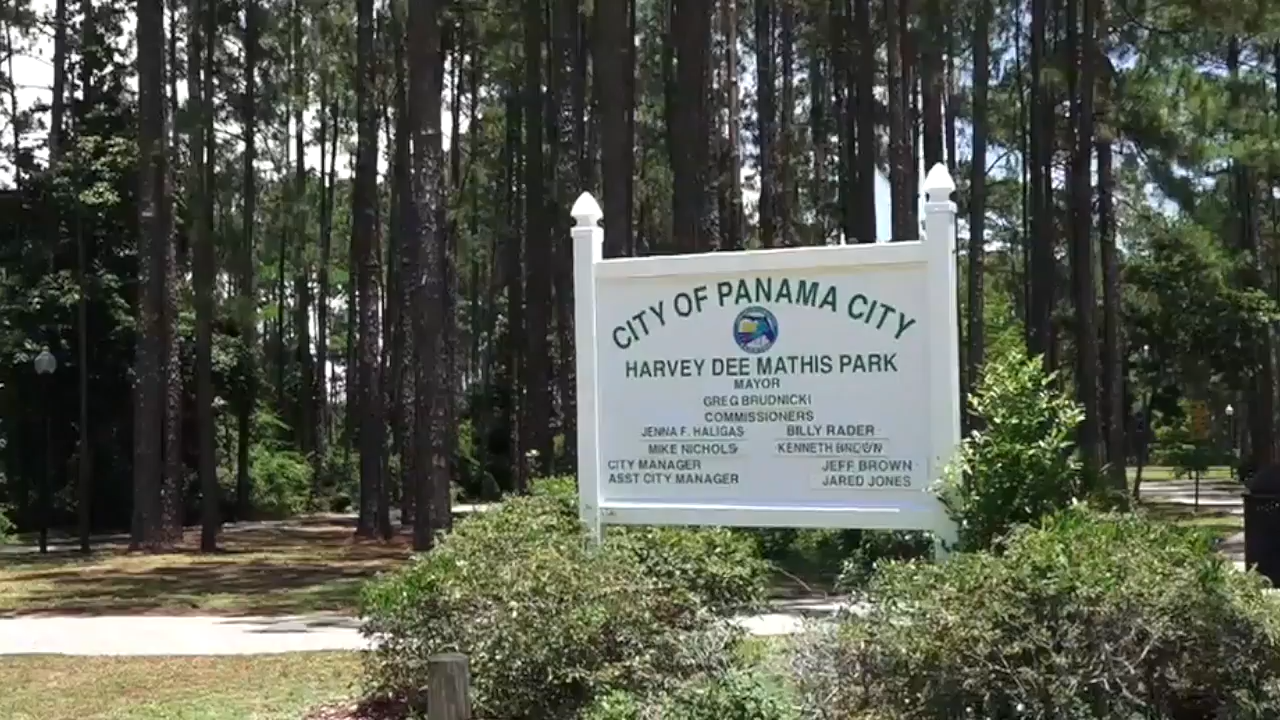 CITY OF PANAMA CITY
HARVEY DEE MATHIS PARK
MAYOR
GREG BRUDNICKI
COMMISSIONERS
JENNA F. HALIGAS BILLY RADER
MIKE NICHOLS KENNETH BROWN
CITY MANAGER JEFF BROWN
ASST CITY MANAGER JARED JONES